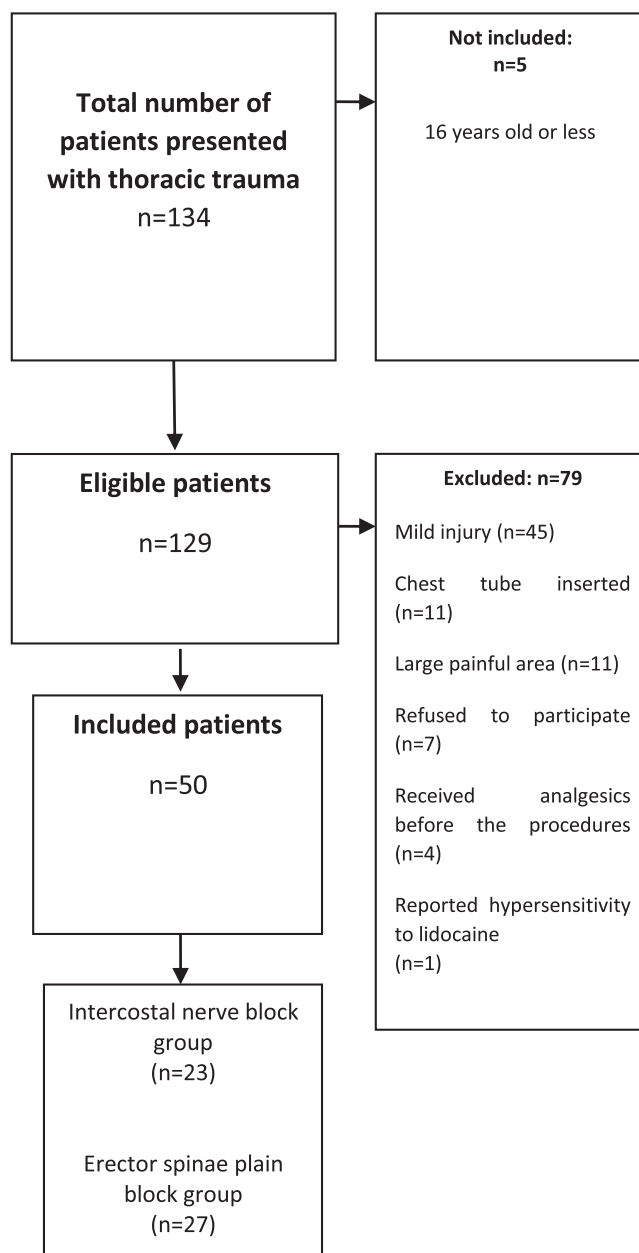 Total number of
patients presented
with thoracic trauma
n=134
Not included:
n=5
16 years old or less
Eligible patients
n=129
Excluded: n=79
Mild injury (n=45)
Chest tube inserted
(n=11)
Large painful area (n=11)
Refused to participate
(n=7)
Received analgesics
before the procedures
(n=4)
Reported hypersensitivity
to lidocaine
(n=1)
Included patients
n=50
Intercostal nerve block
group
(n=23)
Erector spinae plain
block group
(n=27)